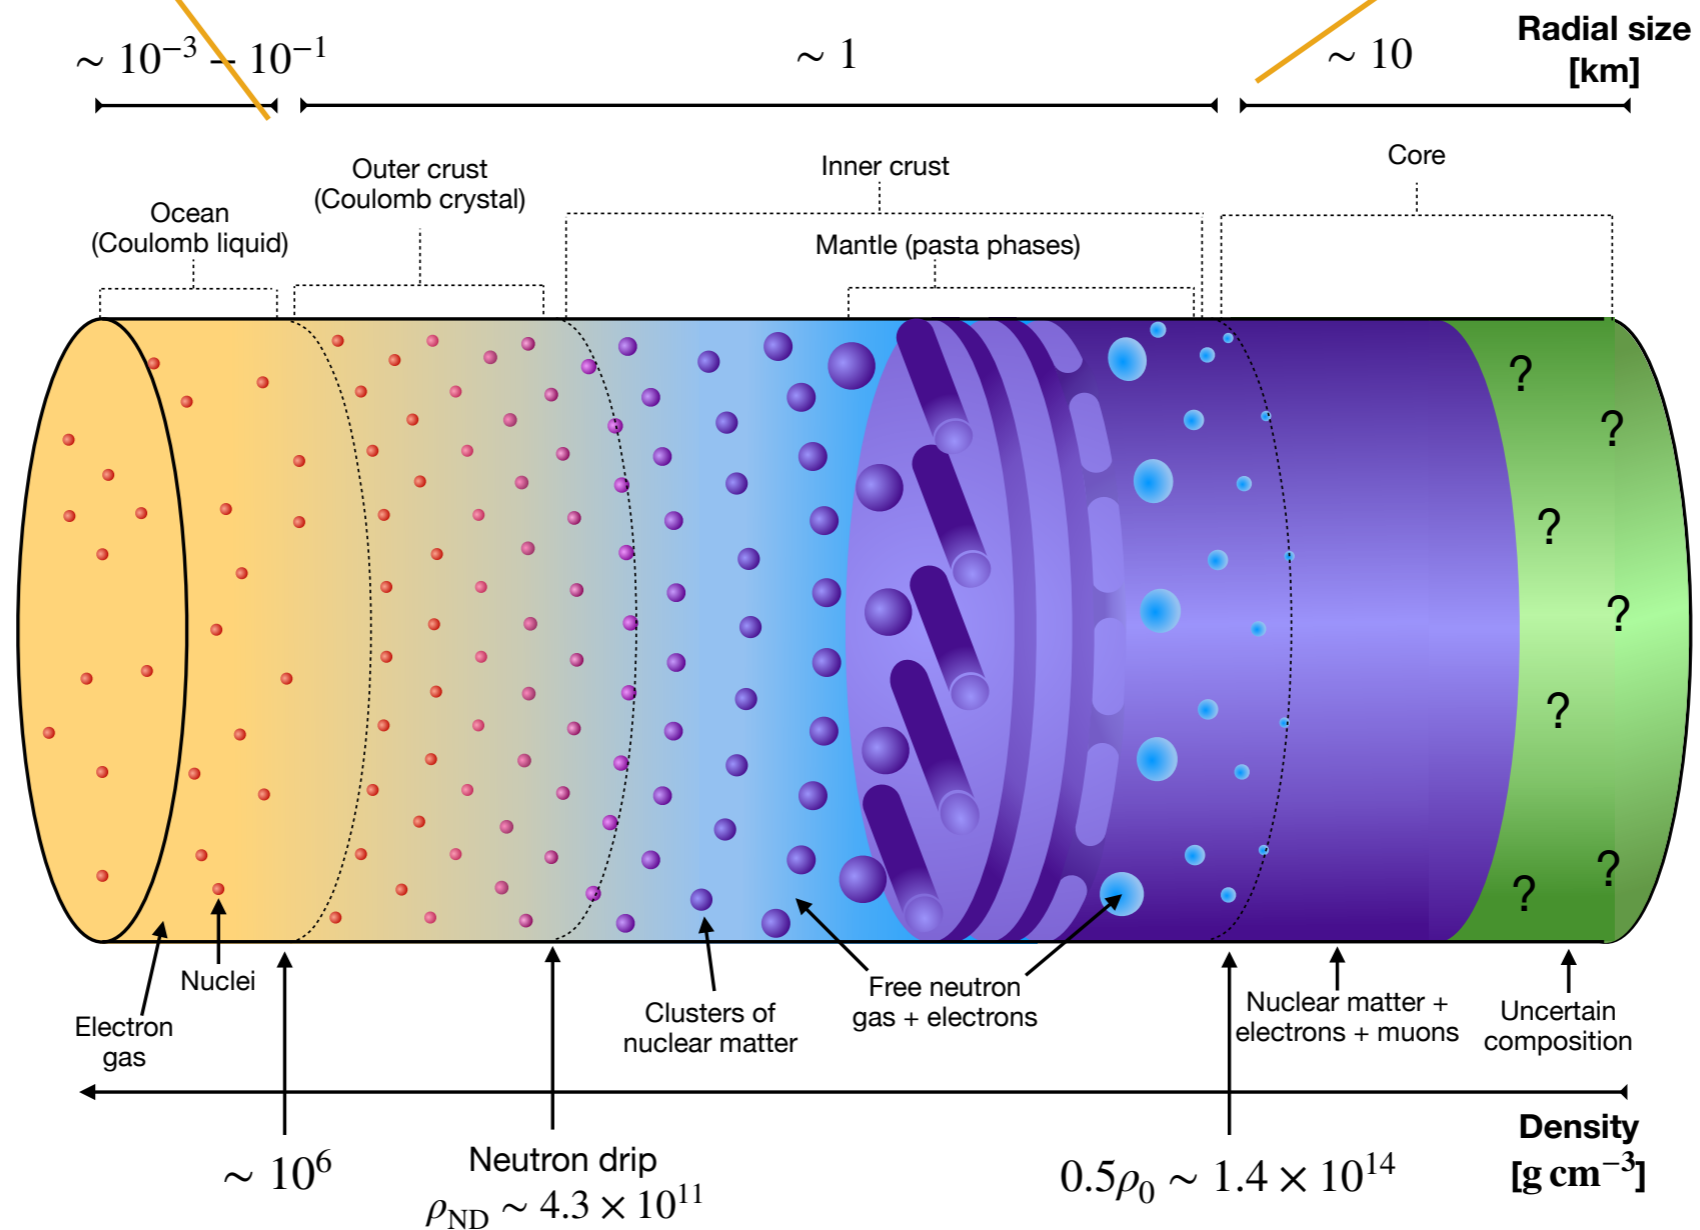 Radial size
[km]
∼ 10⁻³ – 10⁻¹
∼ 1
∼ 10
Ocean
(Coulomb liquid)
Outer crust
(Coulomb crystal)
Inner crust
Mantle (pasta phases)
Core
?
?
?
?
?
?
?
Electron
gas
Nuclei
Clusters of
nuclear matter
Free neutron
gas + electrons
Nuclear matter +
electrons + muons
Uncertain
composition
∼ 10⁶
Neutron drip
ρ_ND ∼ 4.3 × 10¹¹
0.5ρ₀ ∼ 1.4 × 10¹⁴
Density
[g cm⁻³]